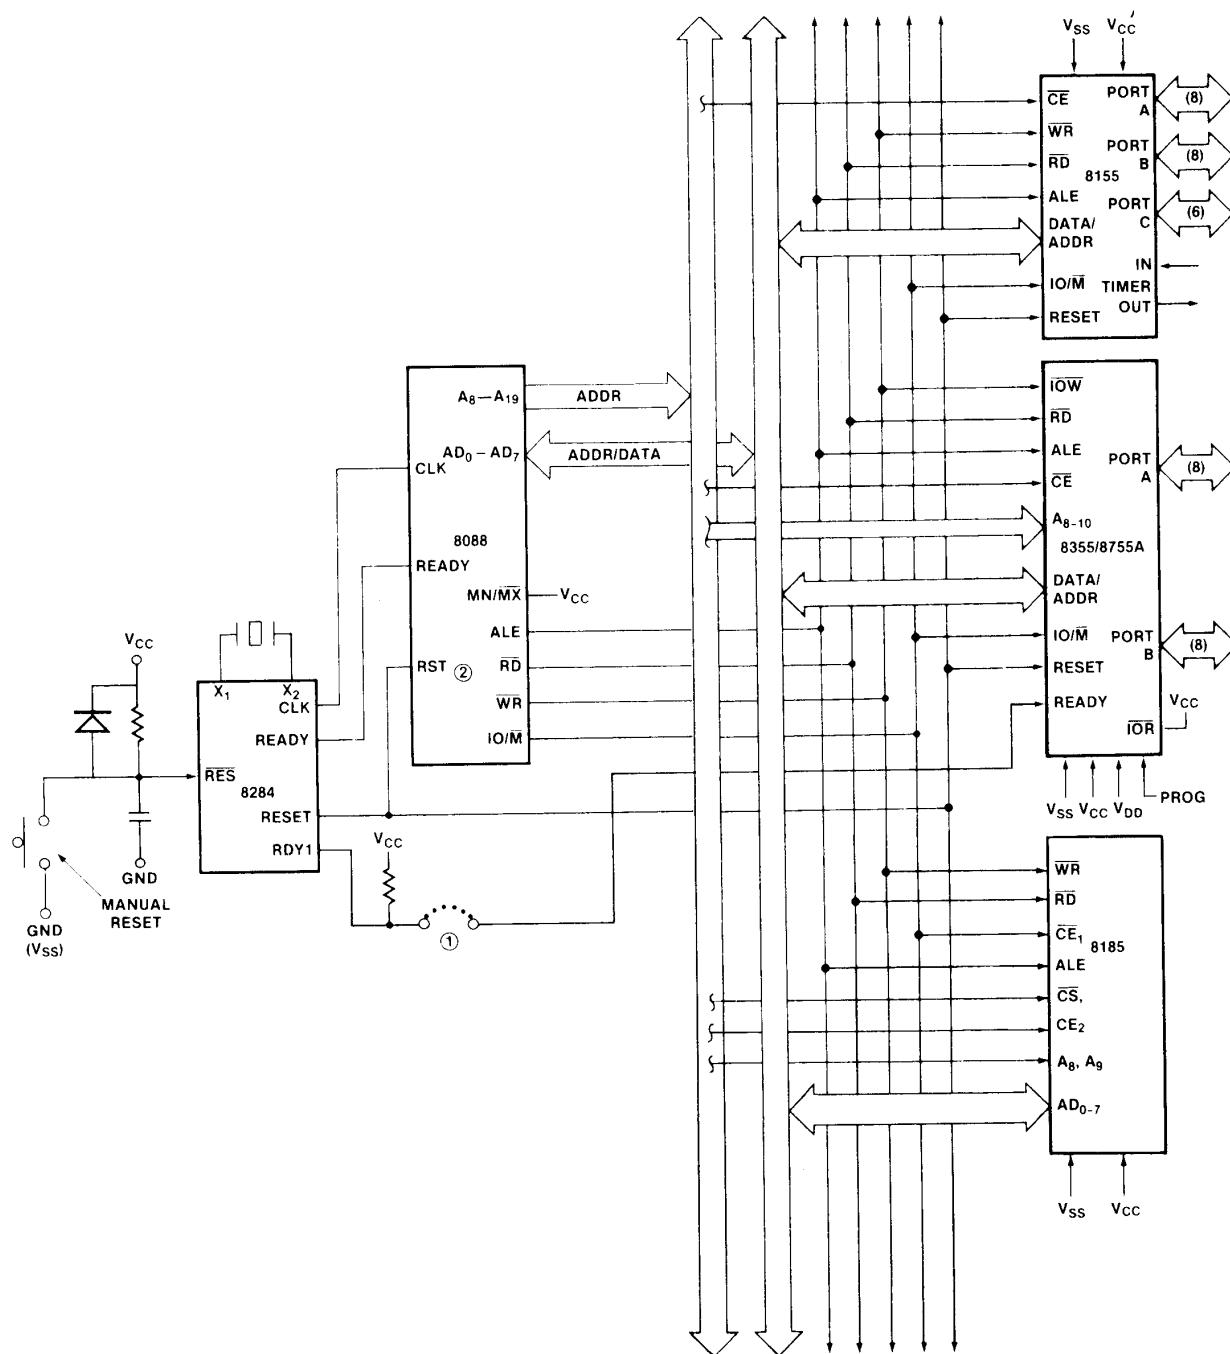 VSS VCC
CE PORT A (8)
WR PORT B (8)
RD
8155
ALE PORT C (6)
DATA/ADDR
IN
IO/M TIMER
OUT
RESET
A8—A19 ADDR
AD0–AD7 ADDR/DATA
CLK
8088
READY
MN/MX VCC
ALE
RST ② RD
WR
IO/M
IOW
RD
ALE PORT A (8)
CE
A8-10
8355/8755A
DATA/ADDR
IO/M PORT B (8)
RESET
READY VCC
IOR
VSS VCC VDD PROG
VCC
X1 X2
CLK
READY
RES
8284
RESET
RDY1 VCC
GND
MANUAL RESET
GND
(VSS)
①
WR
RD
CE1
8185
ALE
CS,
CE2
A8, A9
AD0-7
VSS VCC